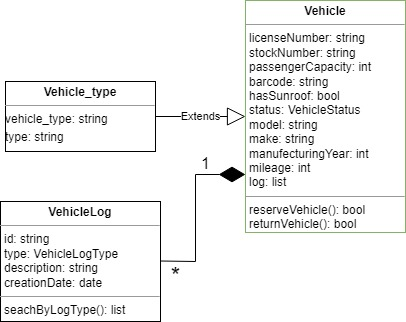 Vehicle
licenseNumber: string
stockNumber: string
passengerCapacity: int
barcode: string
hasSunroof: bool
status: VehicleStatus
model: string
make: string
manufecturingYear: int
mileage: int
log: list
reserveVehicle(): bool
returnVehicle(): bool
Vehicle_type
vehicle_type: string
type: string
Extends
1
*
VehicleLog
id: string
type: VehicleLogType
description: string
creationDate: date
seachByLogType(): list